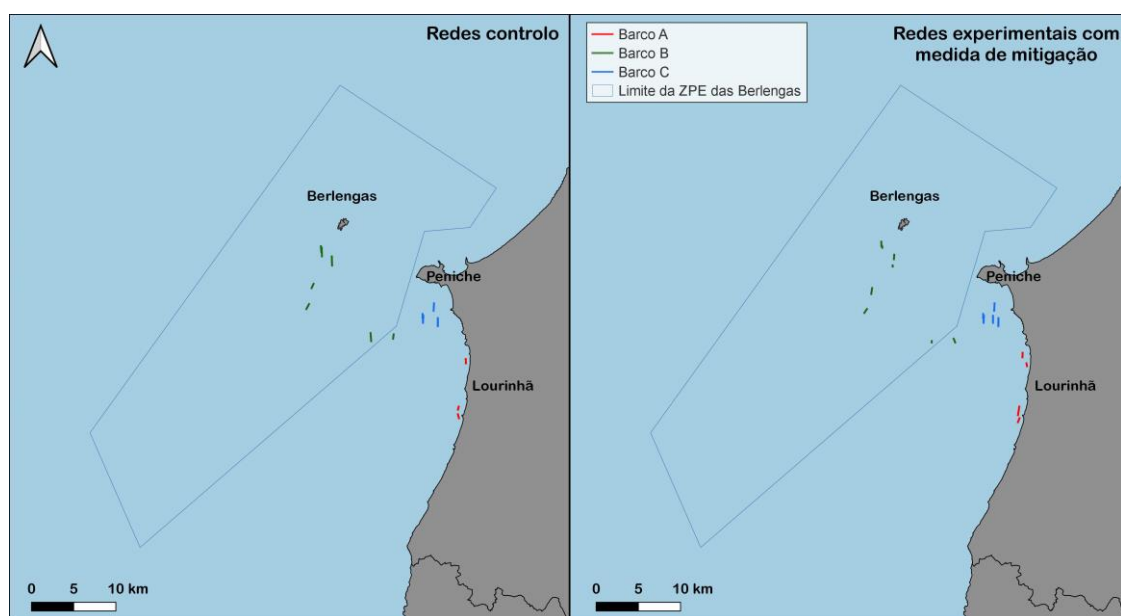 Redes controlo
Berlengas
Peniche
Lourinhã
0 5 10 km
Redes experimentais com
medida de mitigação
Barco A
Barco B
Barco C
Limite da ZPE das Berlengas
Berlengas
Peniche
Lourinhã
0 5 10 km